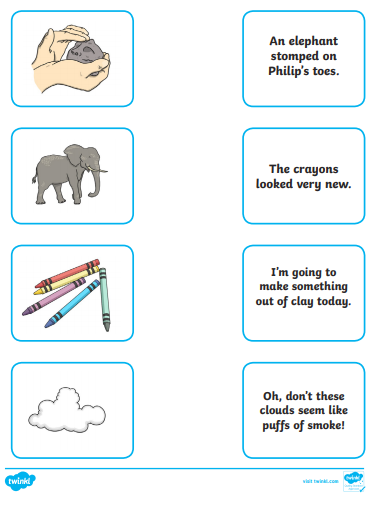 An elephant
stomped on
Philip's toes.
The crayons
looked very new.
I'm going to
make something
out of clay today.
Oh, don't these
clouds seem like
puffs of smoke!
twinkl
visit twinkl.com
twinkl